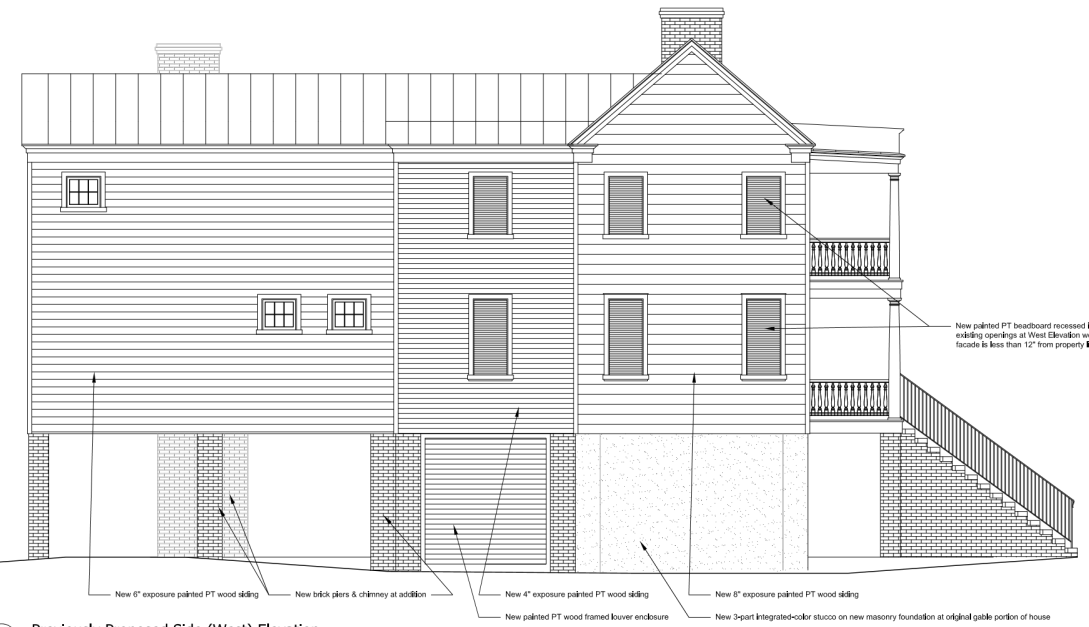 New painted PT beadboard recessed
existing openings at West Elevation
facade is less than 12" from property
New 6" exposure painted PT wood siding
New brick piers & chimney at addition
New 4" exposure painted PT wood siding
New 8" exposure painted PT wood siding
New painted PT wood framed louver enclosure
New 3-part integrated-color stucco on new masonry foundation at original gable portion of house
Previously Proposed Side (West) Elevation